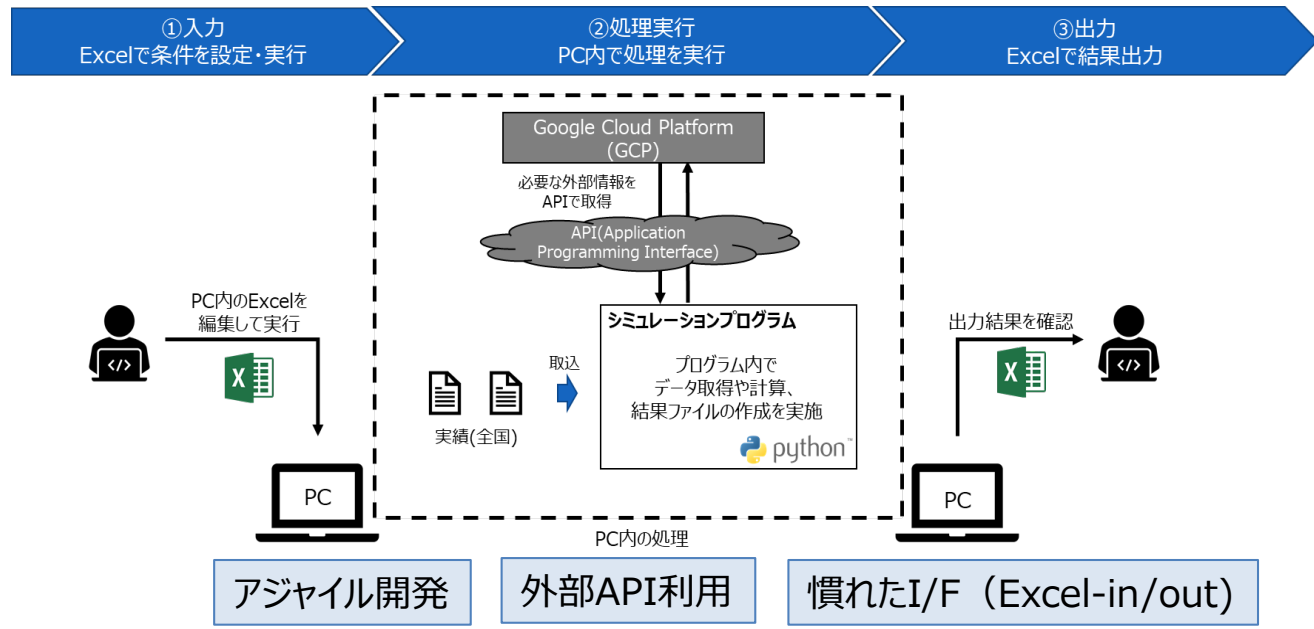 ①入力
Excelで条件を設定・実行
②処理実行
PC内で処理を実行
③出力
Excelで結果出力
Google Cloud Platform
(GCP)
必要な外部情報を
APIで取得
API(Application
Programming Interface)
PC内のExcelを
編集して実行
</>
X
シミュレーションプログラム
プログラム内で
データ取得や計算、
結果ファイルの作成を実施
python™
取込
実績(全国)
出力結果を確認
</>
X
PC
PC
PC内の処理
アジャイル開発
外部API利用
慣れたI/F（Excel-in/out)